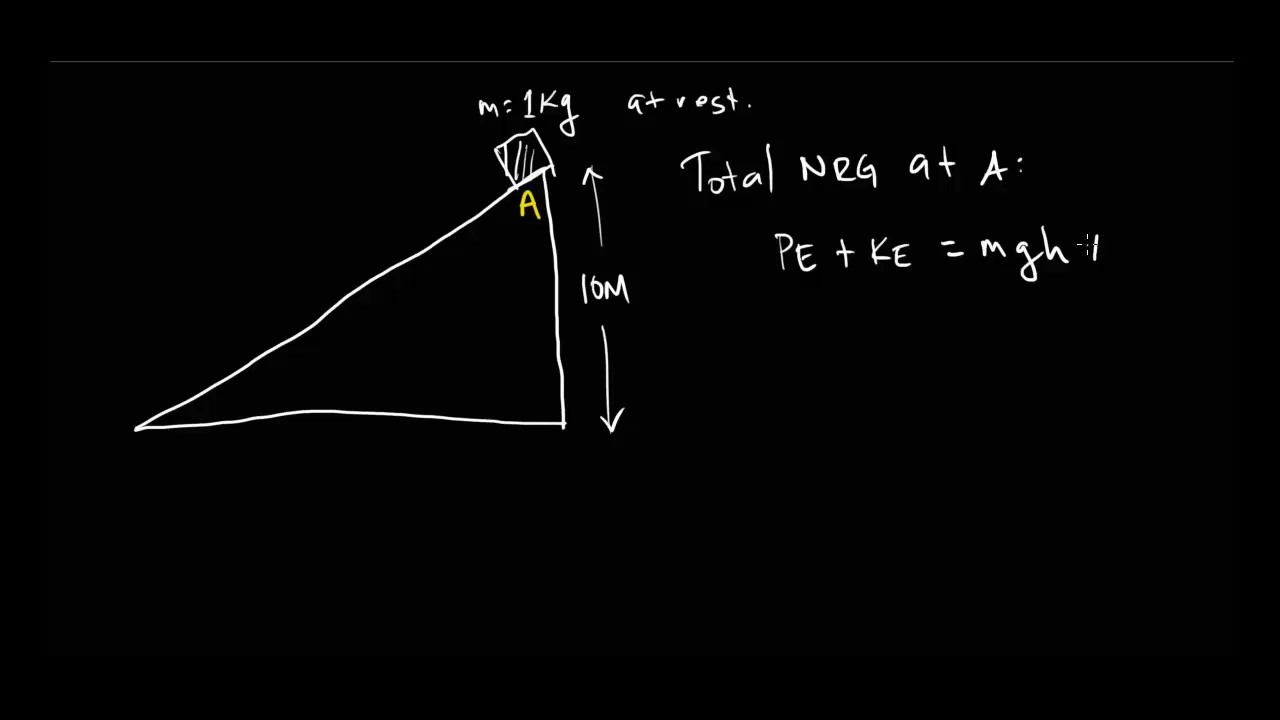 m = 1Kg at rest.
Total NRG at A:
A
PE + KE = mgh +
10M